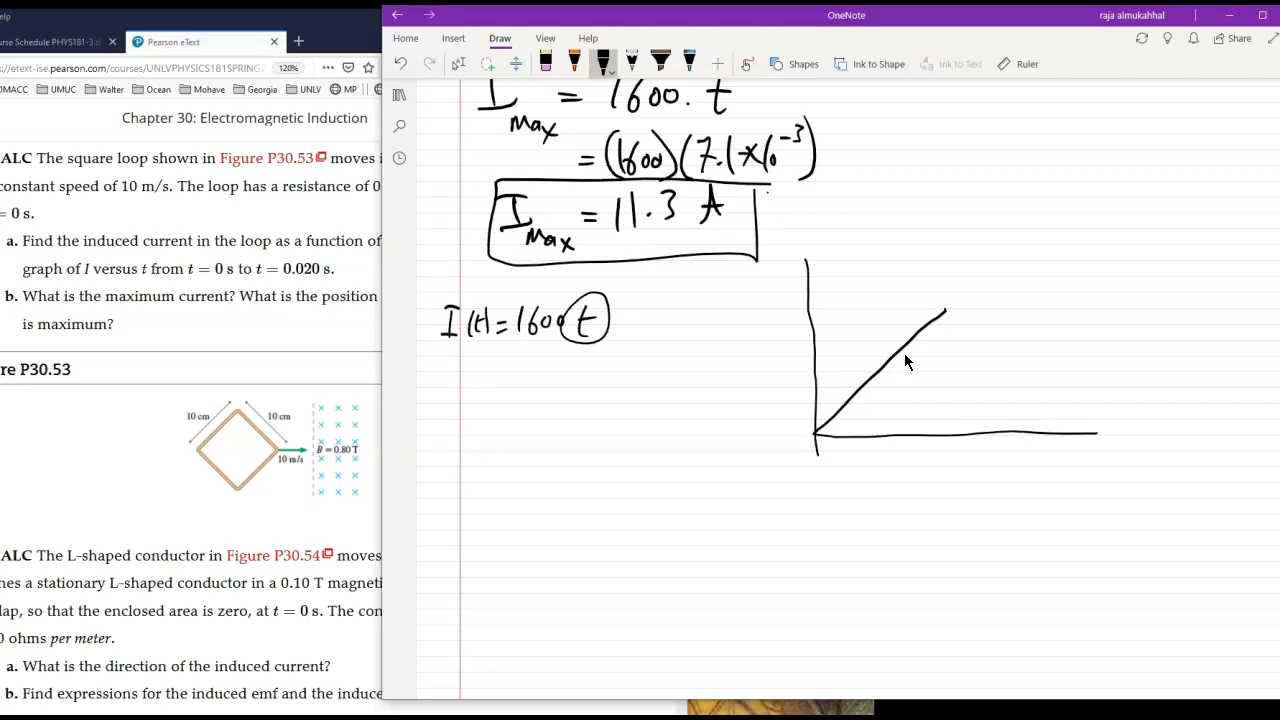 elp
urse Schedule PHYS181-3.d
Pearson eText
s://etext-ise.pearson.com/courses/UNLVPHYSICS181SPRING2
120%
OMACC
UMUC
Walter
Ocean
Mohave
Georgia
UNLV
MP
Chapter 30: Electromagnetic Induction
ALC The square loop shown in Figure P30.53 moves i
constant speed of 10 m/s. The loop has a resistance of 0
= 0 s.
a. Find the induced current in the loop as a function of
graph of I versus t from t = 0 s to t = 0.020 s.
b. What is the maximum current? What is the position
is maximum?
re P30.53
10 cm
10 cm
10 m/s
B = 0.80 T
ALC The L-shaped conductor in Figure P30.54 moves
hes a stationary L-shaped conductor in a 0.10 T magneti
lap, so that the enclosed area is zero, at t = 0 s. The con
0 ohms per meter.
a. What is the direction of the induced current?
b. Find expressions for the induced emf and the induce
OneNote
raja almukahhal
Home
Insert
Draw
View
Help
Share
Shapes
Ink to Shape
Ink to Text
Ruler
I max = 1600. t
= (1600)(7.1×10⁻³)
I max = 11.3 A
I(t) = 1600 t